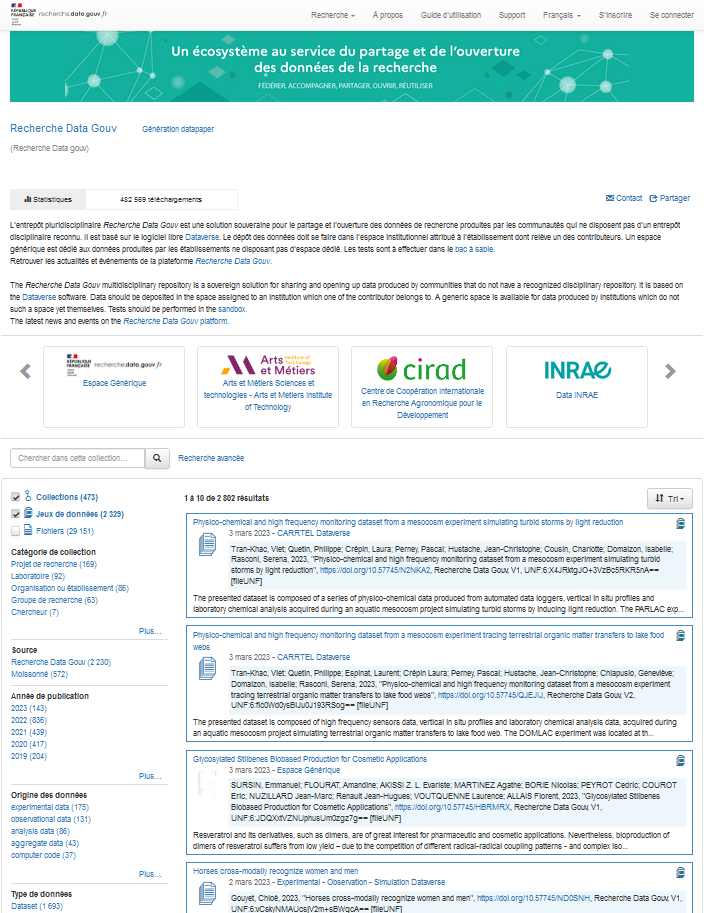 RÉPUBLIQUE
FRANÇAISE
recherche.data.gouv.fr
Recherche
À propos
Guide d'utilisation
Support
Français
S'inscrire
Se connecter
Un écosystème au service du partage et de l'ouverture
des données de la recherche
FÉDÉRER, ACCOMPAGNER, PARTAGER, OUVRIR, RÉUTILISER
Recherche Data Gouv
Génération datapaper
(Recherche Data gouv)
Statistiques
482 569 téléchargements
Contact
Partager
L'entrepôt pluridisciplinaire Recherche Data Gouv est une solution souveraine pour le partage et l'ouverture des données de recherche produites par les communautés qui ne disposent pas d'un entrepôt
disciplinaire reconnu. Il est basé sur le logiciel libre Dataverse. Le dépôt des données doit se faire dans l'espace institutionnel attribué à l'établissement dont relève un des contributeurs. Un espace
générique est dédié aux données produites par les établissements ne disposant pas d'espace dédié. Les tests sont à effectuer dans le bac à sable.
Retrouver les actualités et événements de la plateforme Recherche Data Gouv.
The Recherche Data Gouv multidisciplinary repository is a sovereign solution for sharing and opening up data produced by communities that do not have a recognized disciplinary repository. It is based on
the Dataverse software. Data should be deposited in the space assigned to an institution which one of the contributor belongs to. A generic space is available for data produced by institutions which do not
such a space yet themselves. Tests should be performed in the sandbox.
The latest news and events on the Recherche Data Gouv platform.
RÉPUBLIQUE
FRANÇAISE
recherche.data.gouv.fr
Espace Générique
Arts et Métiers Institute of Technology
Arts et Métiers Sciences et
technologies - Arts et Metiers Institute
of Technology
cirad
Centre de Coopération Internationale
en Recherche Agronomique pour le
Développement
INRAE
Data INRAE
Chercher dans cette collection...
Recherche avancée
Collections (473)
Jeux de données (2 329)
Fichiers (29 151)
Catégorie de collection
Projet de recherche (169)
Laboratoire (92)
Organisation ou établissement (86)
Groupe de recherche (63)
Chercheur (7)
Plus...
Source
Recherche Data Gouv (2 230)
Moissonné (572)
Année de publication
2023 (143)
2022 (836)
2021 (439)
2020 (417)
2019 (204)
Plus...
Origine des données
experimental data (175)
observational data (131)
analysis data (86)
aggregate data (43)
computer code (37)
Plus...
Type de données
Dataset (1 693)
1 à 10 de 2 802 résultats
Tri
Physico-chemical and high frequency monitoring dataset from a mesocosm experiment simulating turbid storms by light reduction
3 mars 2023 - CARRTEL Dataverse
Tran-Khac, Viet; Quetin, Philippe; Crépin, Laura; Perney, Pascal; Hustache, Jean-Christophe; Cousin, Charlotte; Domaizon, Isabelle;
Rasconi, Serena, 2023, "Physico-chemical and high frequency monitoring dataset from a mesocosm experiment simulating turbid
storms by light reduction", https://doi.org/10.57745/N2NKA2, Recherche Data Gouv, V1, UNF:6:X4JRktgJO+3VzBc5RKR5nA==
[fileUNF]
The presented dataset is composed of a series of physico-chemical data produced from automated data loggers, vertical in situ profiles and
laboratory chemical analysis acquired during an aquatic mesocosm project simulating turbid storms by inducing light reduction. The PARLAC exp...
Physico-chemical and high frequency monitoring dataset from a mesocosm experiment tracing terrestrial organic matter transfers to lake food
webs
3 mars 2023 - CARRTEL Dataverse
Tran-Khac, Viet; Quetin, Philippe; Espinat, Laurent; Crépin Laura; Perney, Pascal; Hustache, Jean-Christophe; Chiapusio, Geneviève;
Domaizon, Isabelle; Rasconi, Serena, 2023, "Physico-chemical and high frequency monitoring dataset from a mesocosm experiment
tracing terrestrial organic matter transfers to lake food webs", https://doi.org/10.57745/QJEJIJ, Recherche Data Gouv, V2,
[fileUNF]
The dataset is composed of high frequency sensors data, vertical in situ profiles and laboratory chemical analysis data, acquired during
an aquatic mesocosm project simulating terrestrial organic matter transfers to lake food web. The DOMLAC experiment was located at th...
Glycosylated Stilbenes Biobased Production for Cosmetic Applications
3 mars 2023 - Espace Générique
SURSIN, Emmanuel; FLOURAT, Amandine; AKISSI Z. L. Evariste; MARTINEZ Agathe; BORIE Nicolas; PEYROT Cedric; COUROT
Eric; NUZILLARD Jean-Marc; Renault Jean-Hugues; VOUTQUENNE Laurence; ALLAIS Florent, 2023, "Glycosylated Stilbenes
Biobased Production for Cosmetic Applications", https://doi.org/10.57745/HBRMRX, Recherche Data Gouv, V1,
UNF:6:JDQXxtVZNUphusUm0zgz7g== [fileUNF]
Resveratrol and its derivatives, such as dimers, are of great interest for pharmaceutic and cosmetic applications. Nevertheless, bioproduction of
dimers of resveratrol suffers from low yield – due to the competition of different radical-radical coupling patterns - and complex iso...
Horses cross-modally recognize women and men
2 mars 2023 - Experimental - Observation - Simulation Dataverse
Gouyet, Chloé, 2023, "Horses cross-modally recognize women and men", https://doi.org/10.57745/ND0SNH, Recherche Data Gouv, V1,
[fileUNF]